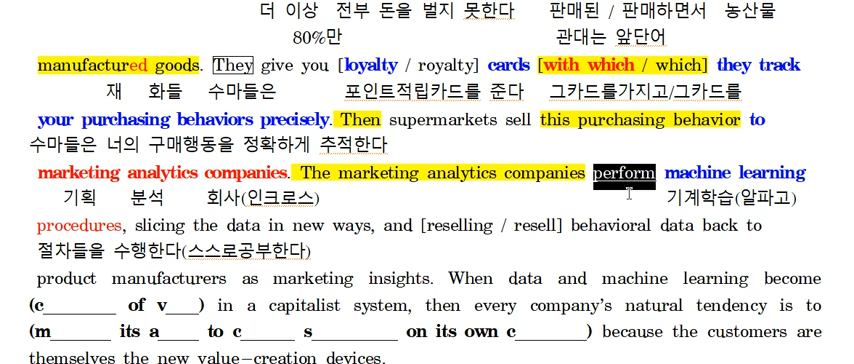 더 이상 전부 돈을 벌지 못한다 판매된 / 판매하면서 농산물
80%만 관대는 앞단어
manufactured goods. They give you [loyalty / royalty] cards [with which / which] they track
재 화들 수마들은 포인트적립카드를 준다 그카드를가지고/그카드를
your purchasing behaviors precisely. Then supermarkets sell this purchasing behavior to
수마들은 너의 구매행동을 정확하게 추적한다
marketing analytics companies. The marketing analytics companies perform machine learning
기획 분석 회사(인크로스) 기계학습(알파고)
procedures, slicing the data in new ways, and [reselling / resell] behavioral data back to
절차들을 수행한다(스스로공부한다)
product manufacturers as marketing insights. When data and machine learning become
(c________ of v____) in a capitalist system, then every company's natural tendency is to
(m_______ its a_____ to c______ s__________ on its own c________) because the customers are
themselves the new value-creation devices.